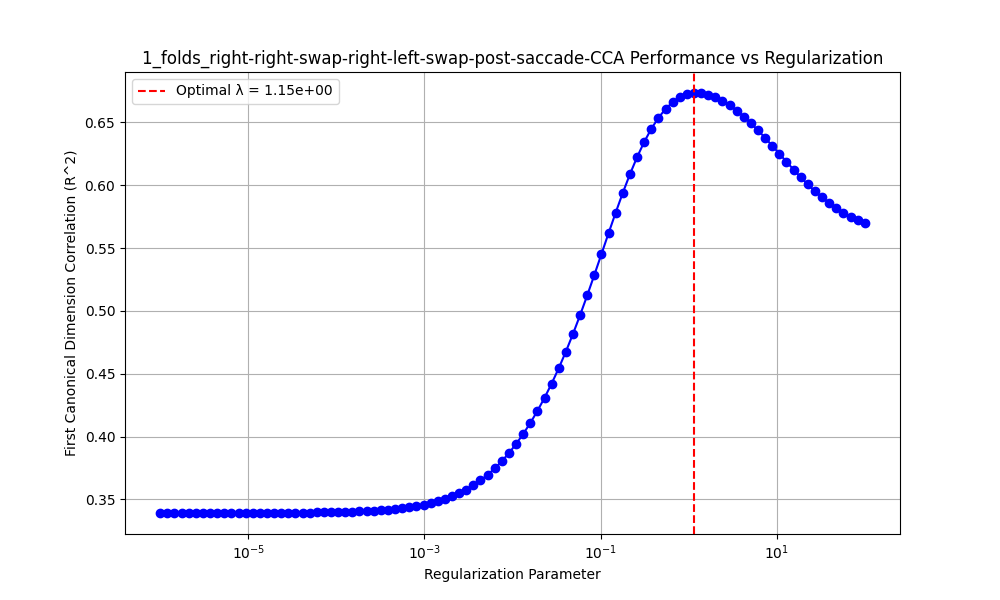 1_folds_right-right-swap-right-left-swap-post-saccade-CCA Performance vs Regularization
Optimal λ = 1.15e+00
First Canonical Dimension Correlation (R^2)
0.65
0.60
0.55
0.50
0.45
0.40
0.35
10⁻⁵ 10⁻³ 10⁻¹ 10¹
Regularization Parameter